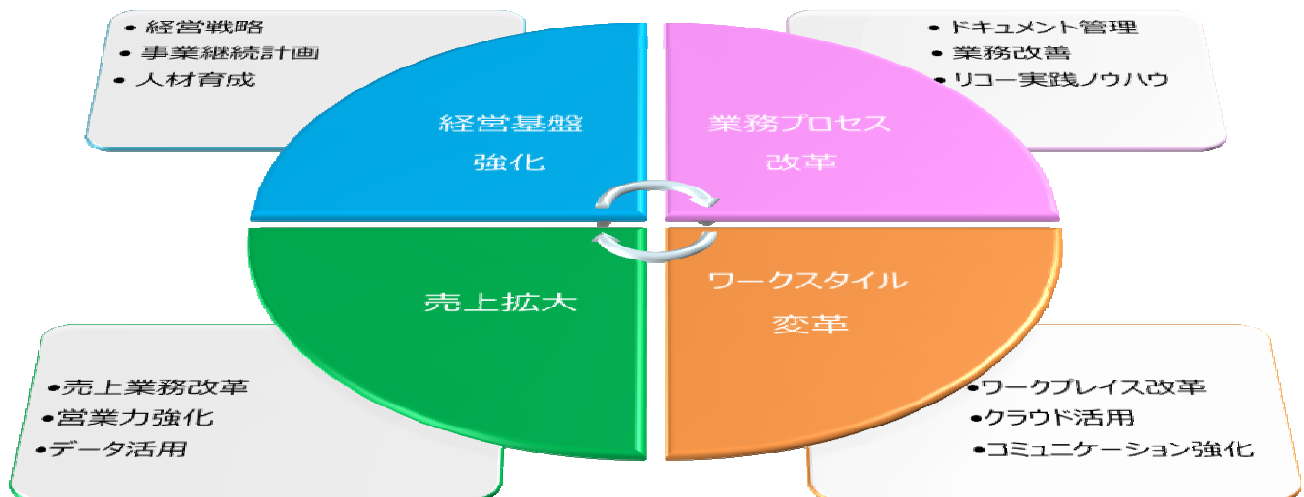 • 経営戦略
• 事業継続計画
• 人材育成
• ドキュメント管理
• 業務改善
• リコー実践ノウハウ
経営基盤
強化
業務プロセス
改革
売上拡大
ワークスタイル
変革
•売上業務改革
•営業力強化
•データ活用
•ワークプレイス改革
•クラウド活用
•コミュニケーション強化